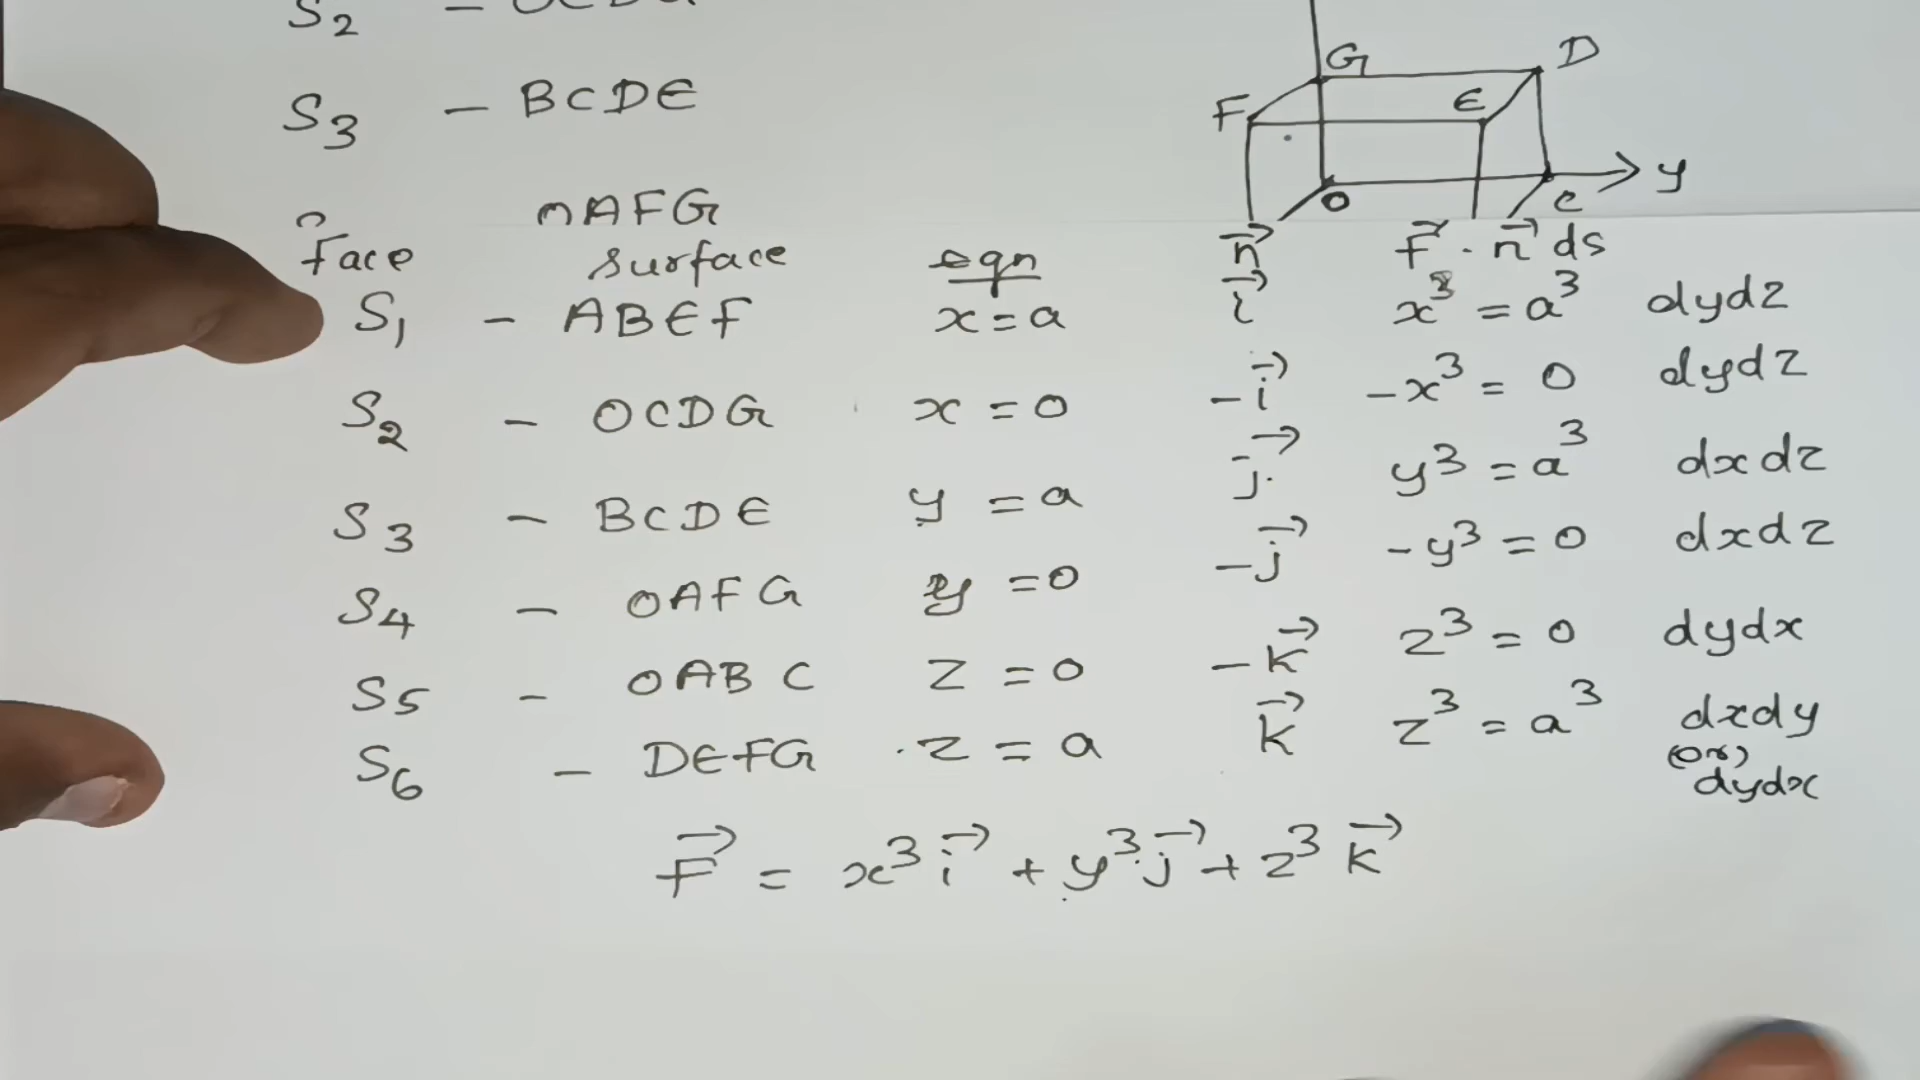 S2 -
S3 - BCDE
G D
F E
y
O C
OAFG
Face surface eqn n⃗ F⃗ . n⃗ ds
S1 - ABEF x=a i⃗ x³ = a³ dydz
S2 - OCDG x = 0 -i⃗ -x³ = 0 dydz
S3 - BCDE y = a j⃗ y³ = a³ dxdz
S4 - OAFG y = 0 -j⃗ -y³ = 0 dxdz
S5 - OABC z = 0 -k⃗ z³ = 0 dydx
S6 - DEFG z = a k⃗ z³ = a³ dxdy
(or)
dydx
F⃗ = x³ i⃗ + y³ j⃗ + z³ k⃗